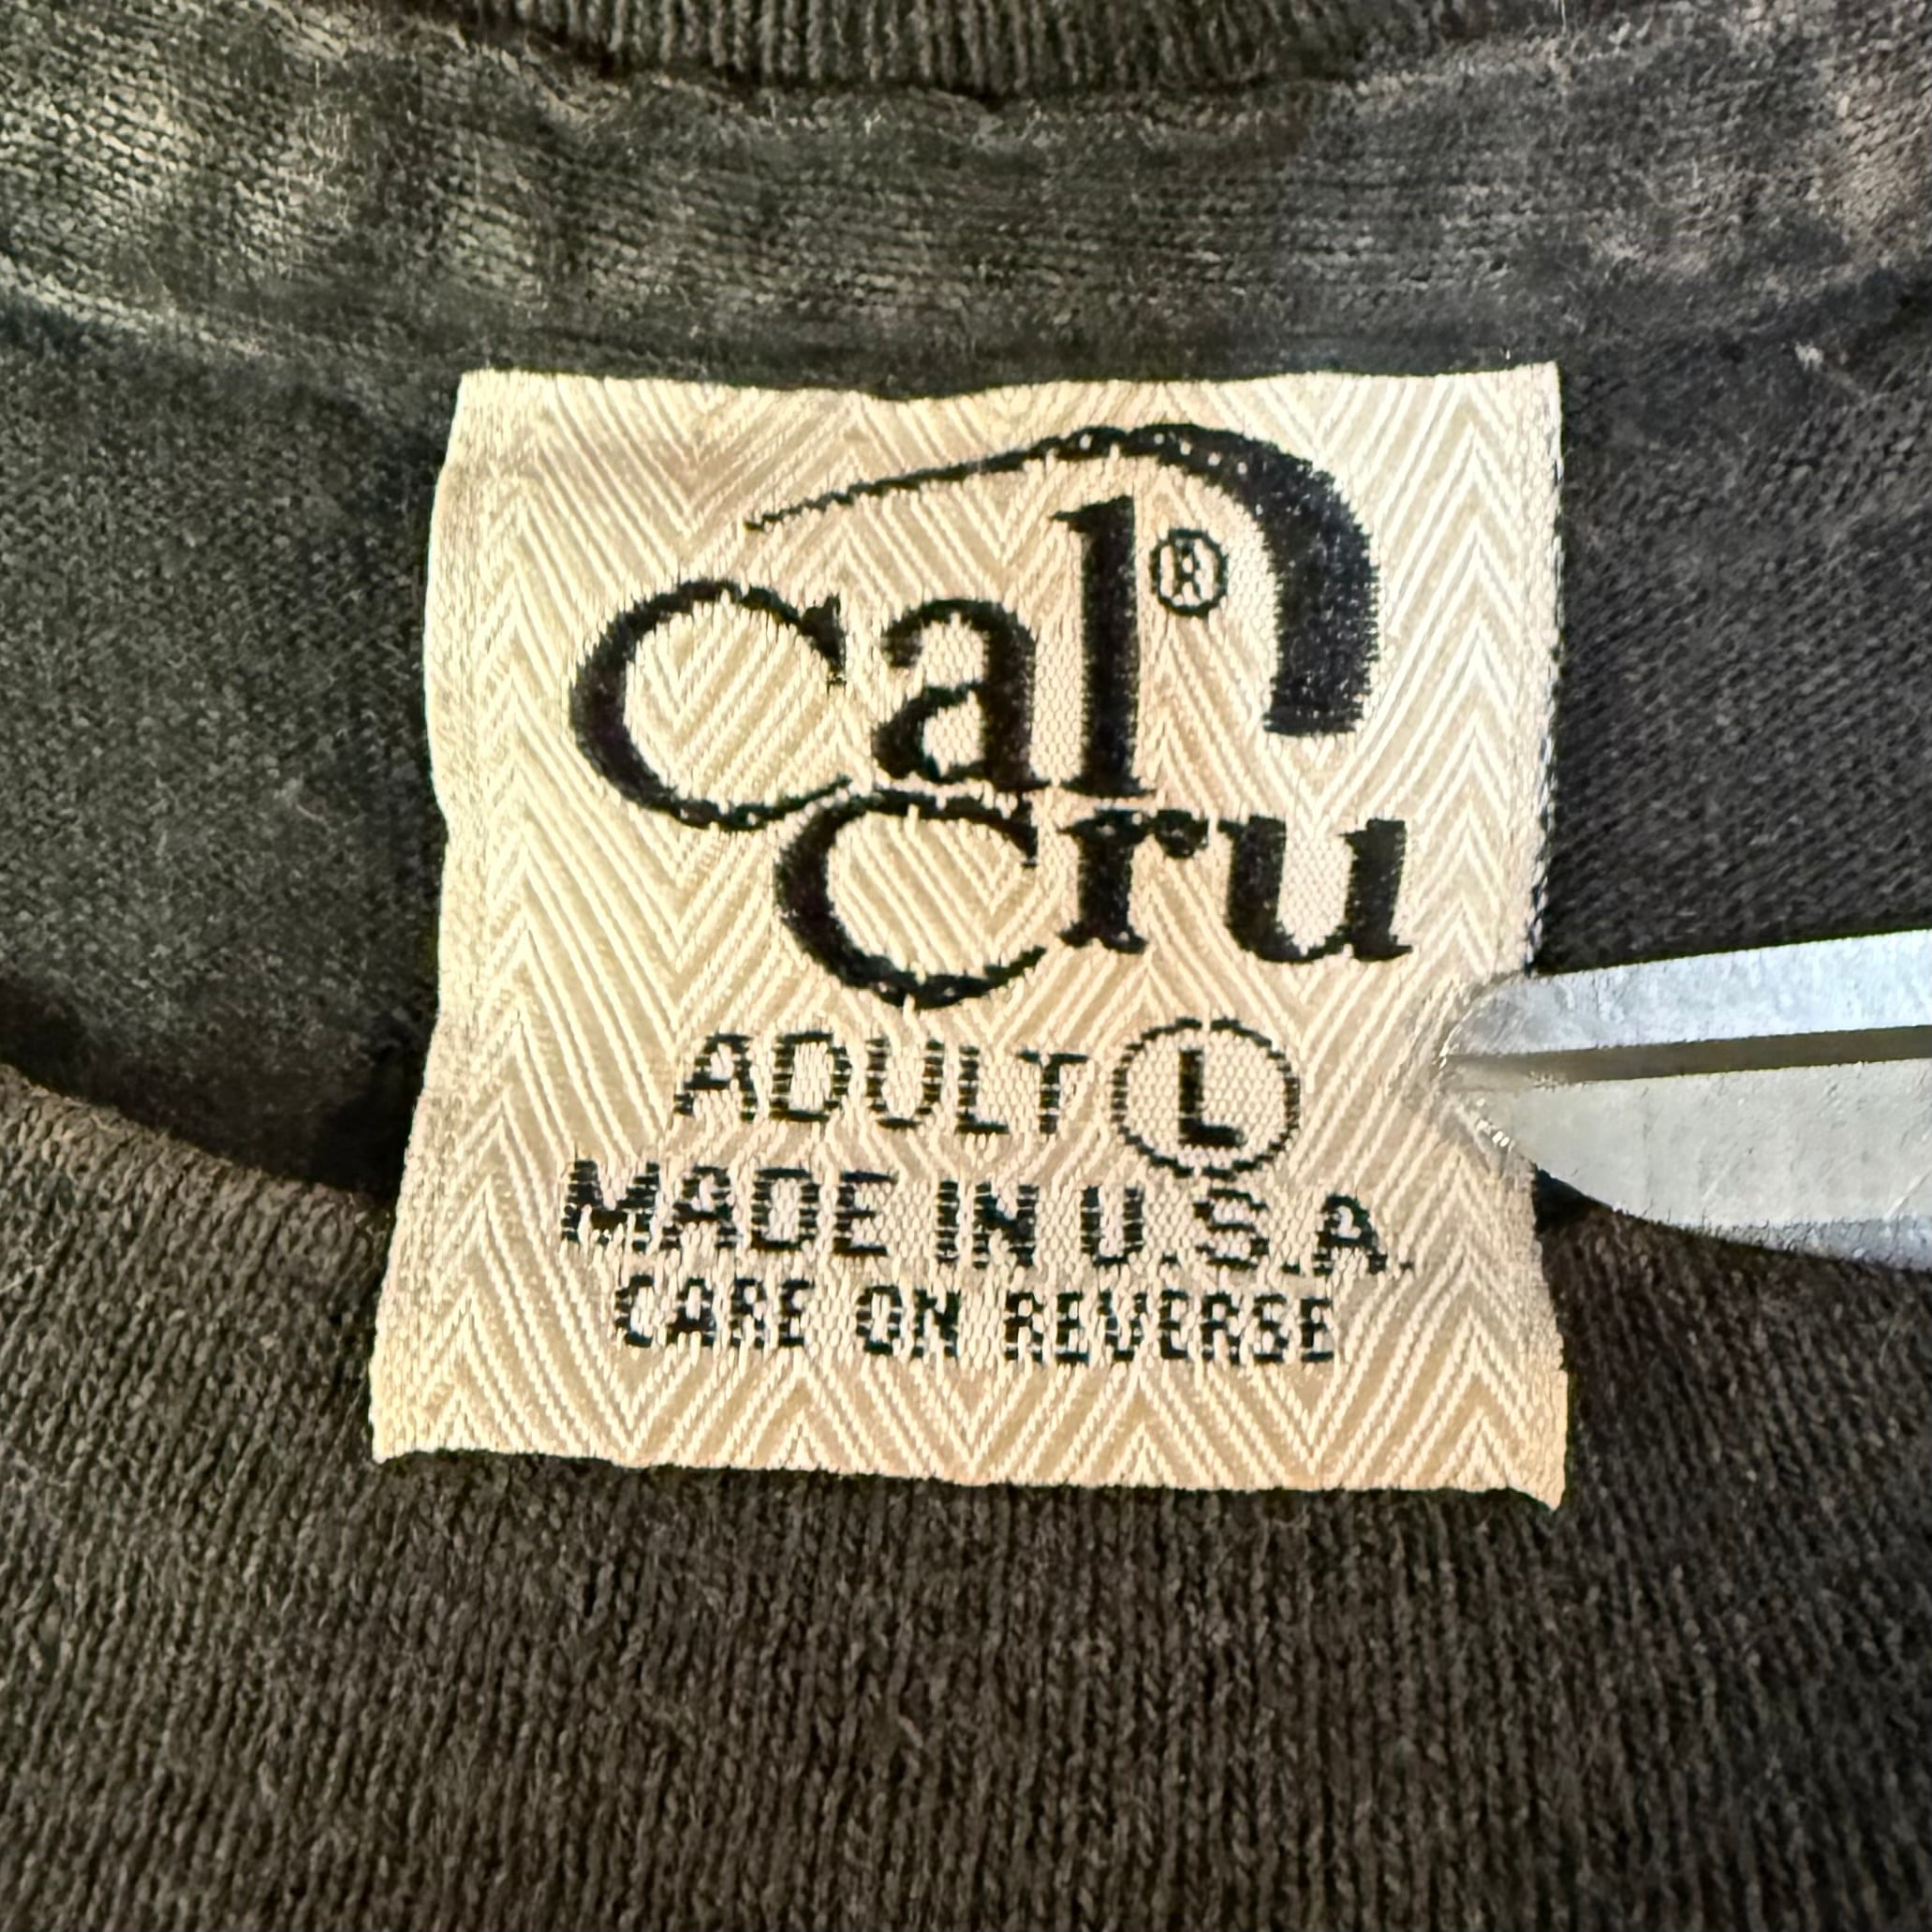 Cal®
Cru
ADULT L
MADE IN U.S.A.
CARE ON REVERSE